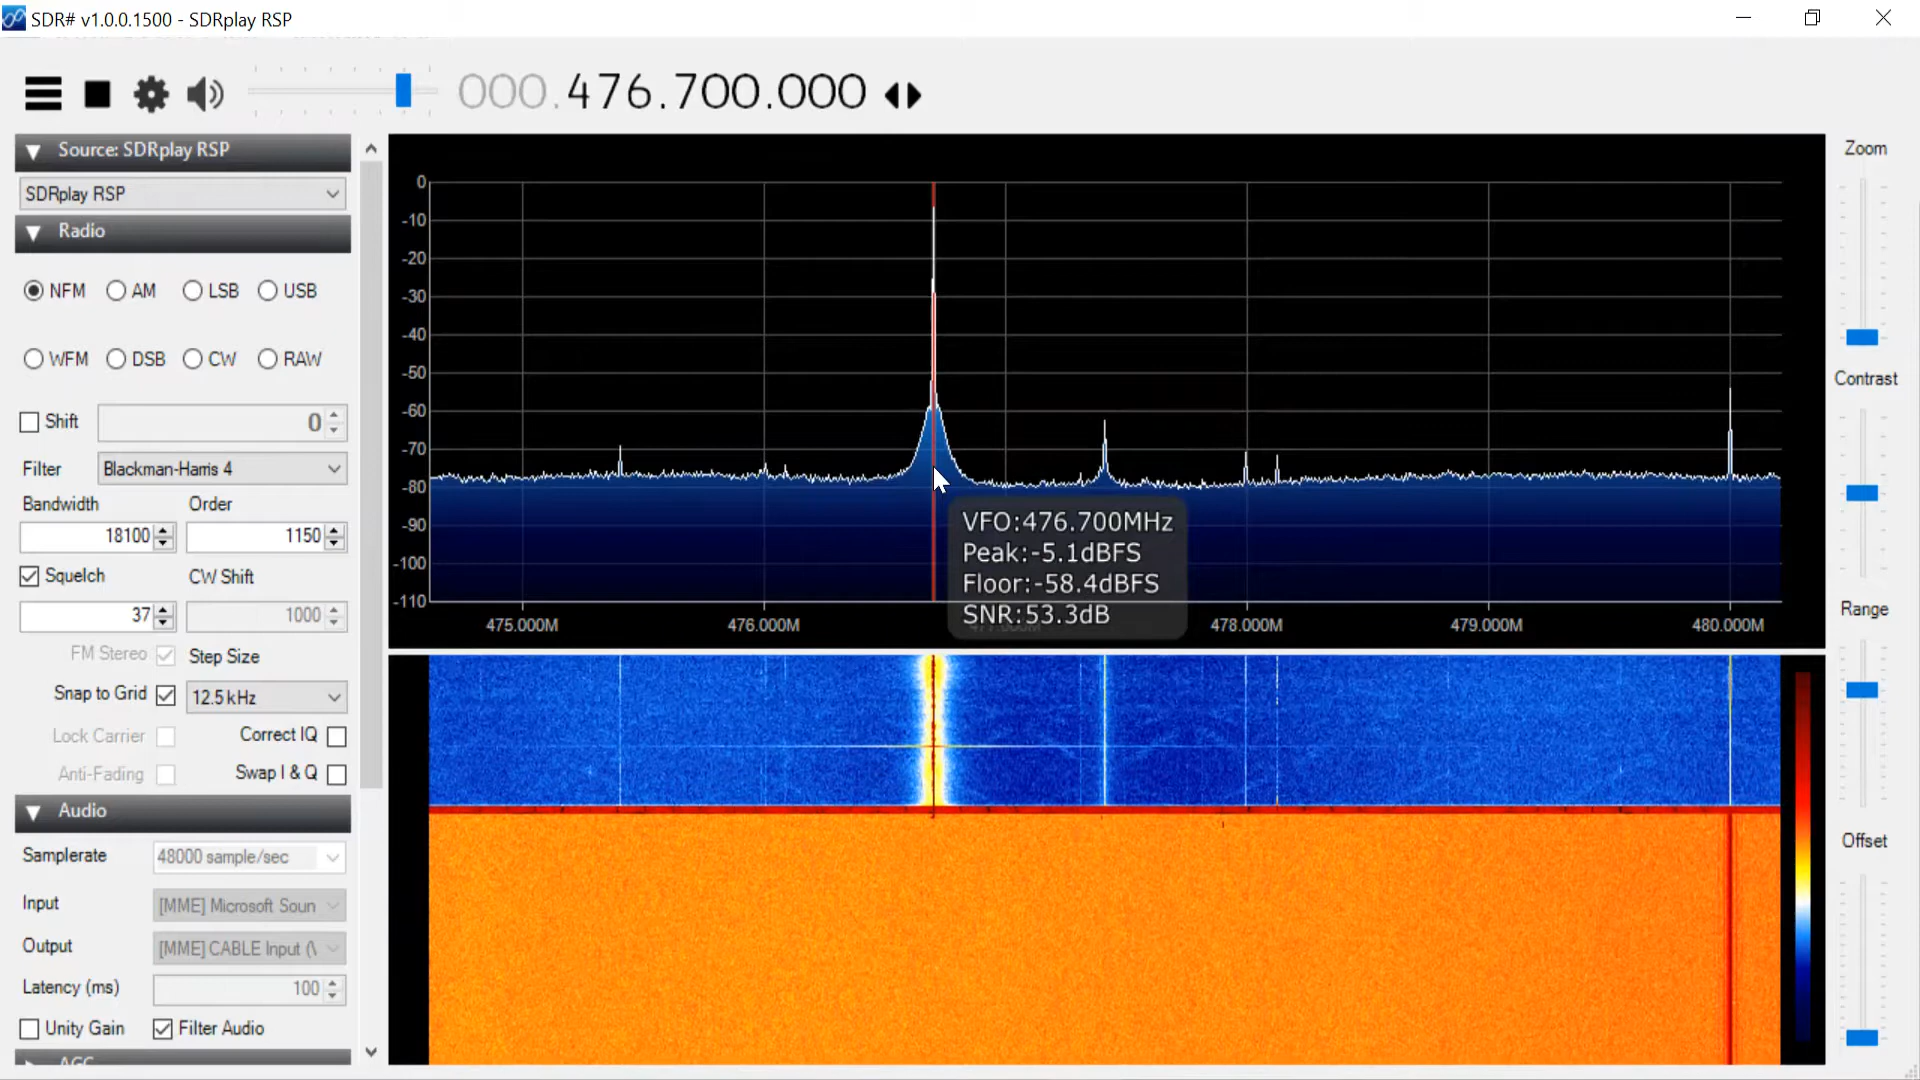 SDR# v1.0.0.1500 - SDRplay RSP
000.476.700.000
Source: SDRplay RSP
SDRplay RSP
Radio
NFM AM LSB USB
WFM DSB CW RAW
Shift 0
Filter Blackman-Harris 4
Bandwidth Order
18100 1150
Squelch CW Shift
37 1000
FM Stereo Step Size
Snap to Grid 12.5 kHz
Lock Carrier Correct IQ
Anti-Fading Swap I & Q
Audio
Samplerate 48000 sample/sec
Input [MME] Microsoft Soun
Output [MME] CABLE Input (\
Latency (ms) 100
Unity Gain Filter Audio
AGC
0
-10
-20
-30
-40
-50
-60
-70
-80
-90
-100
-110
VFO:476.700MHz
Peak:-5.1dBFS
Floor:-58.4dBFS
SNR:53.3dB
475.000M 476.000M 478.000M 479.000M 480.000M
Zoom
Contrast
Range
Offset